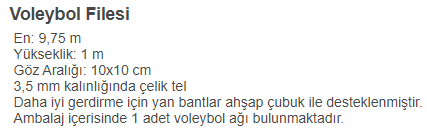 Voleybol Filesi
En: 9,75 m
Yükseklik: 1 m
Göz Aralığı: 10x10 cm
3,5 mm kalınlığında çelik tel
Daha iyi gerdirme için yan bantlar ahşap çubuk ile desteklenmiştir.
Ambalaj içerisinde 1 adet voleybol ağı bulunmaktadır.